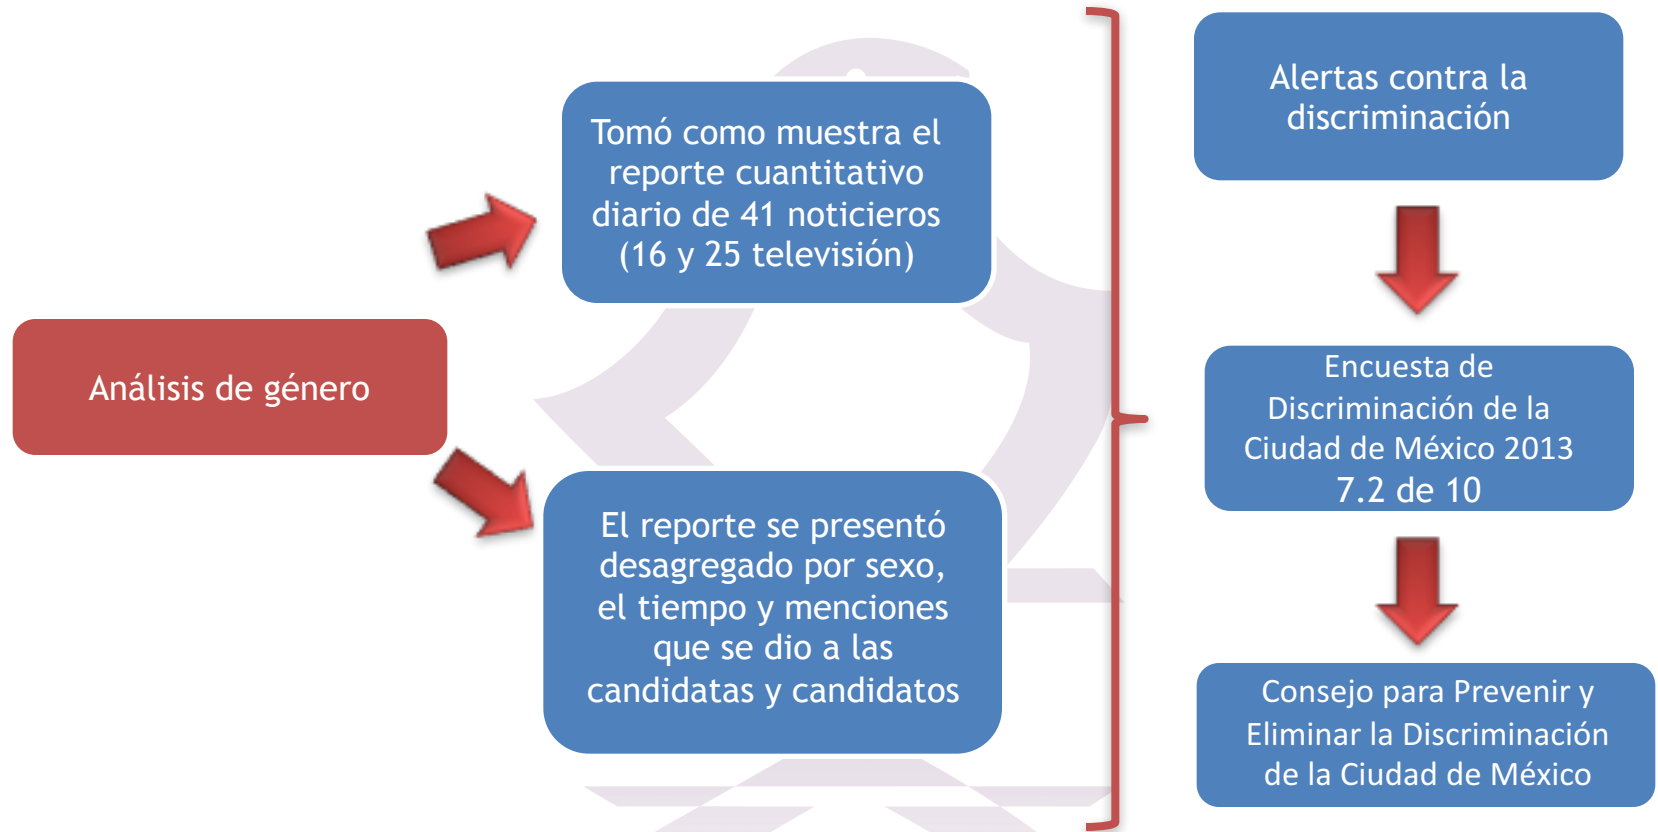 Análisis de género
Tomó como muestra el
reporte cuantitativo
diario de 41 noticieros
(16 y 25 televisión)
El reporte se presentó
desagregado por sexo,
el tiempo y menciones
que se dio a las
candidatas y candidatos
Alertas contra la
discriminación
Encuesta de
Discriminación de la
Ciudad de México 2013
7.2 de 10
Consejo para Prevenir y
Eliminar la Discriminación
de la Ciudad de México